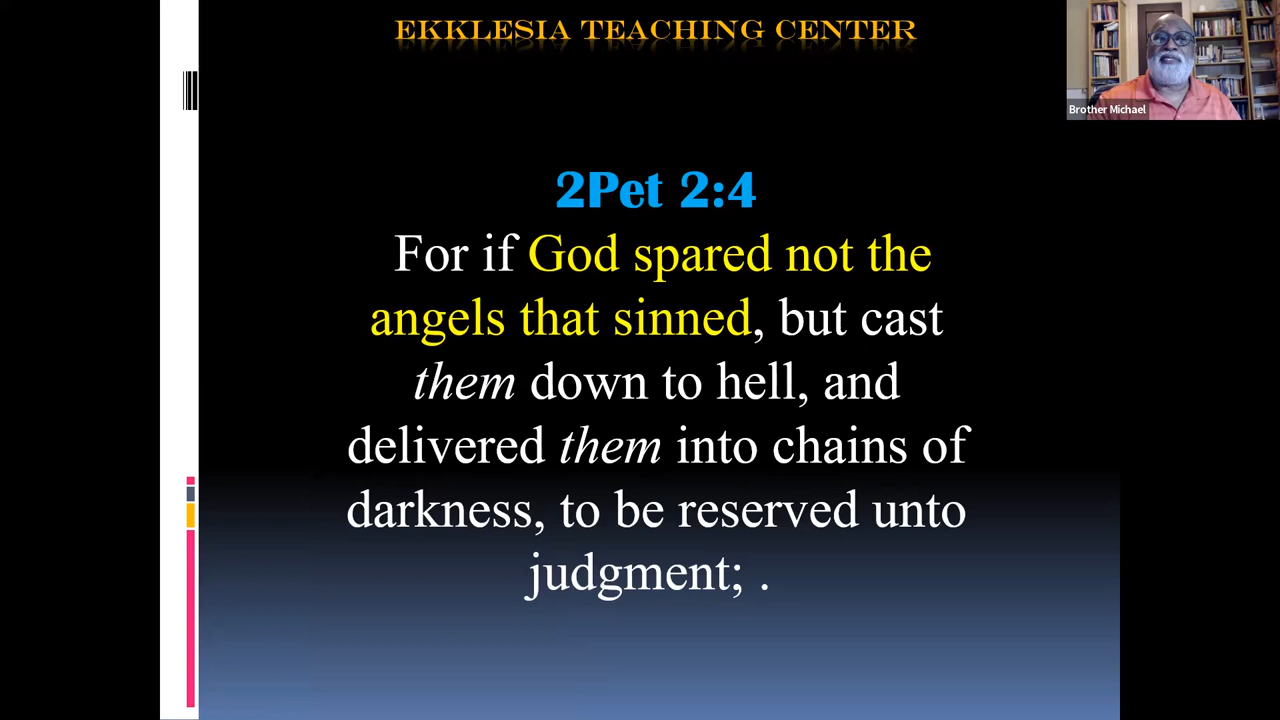 EKKLESIA TEACHING CENTER
Brother Michael
2Pet 2:4
For if God spared not the
angels that sinned, but cast
them down to hell, and
delivered them into chains of
darkness, to be reserved unto
judgment; .